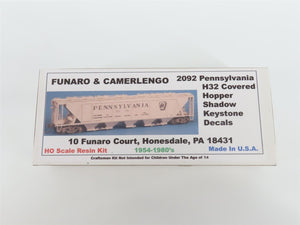 FUNARO & CAMERLENGO
2092 Pennsylvania
H32 Covered
Hopper
Shadow
Keystone
Decals
PENNSYLVANIA
10 Funaro Court, Honesdale, PA 18431
HO Scale Resin Kit
1954-1980's
Made in U.S.A.
Craftsman Kit Not Intended for Children Under The Age of 14